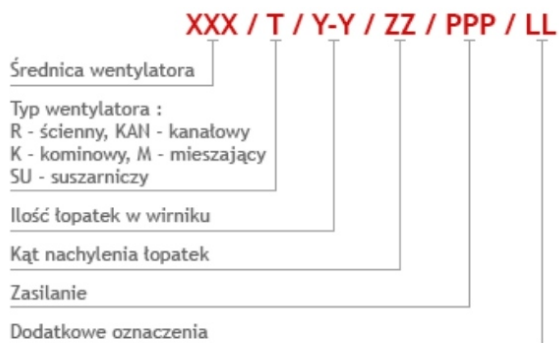 XXX / T / Y-Y / ZZ / PPP / LL
Średnica wentylatora
Typ wentylatora :
R - ścienny, KAN - kanałowy
K - kominowy, M - mieszający
SU - suszarniczy
Ilość łopatek w wirniku
Kąt nachylenia łopatek
Zasilanie
Dodatkowe oznaczenia